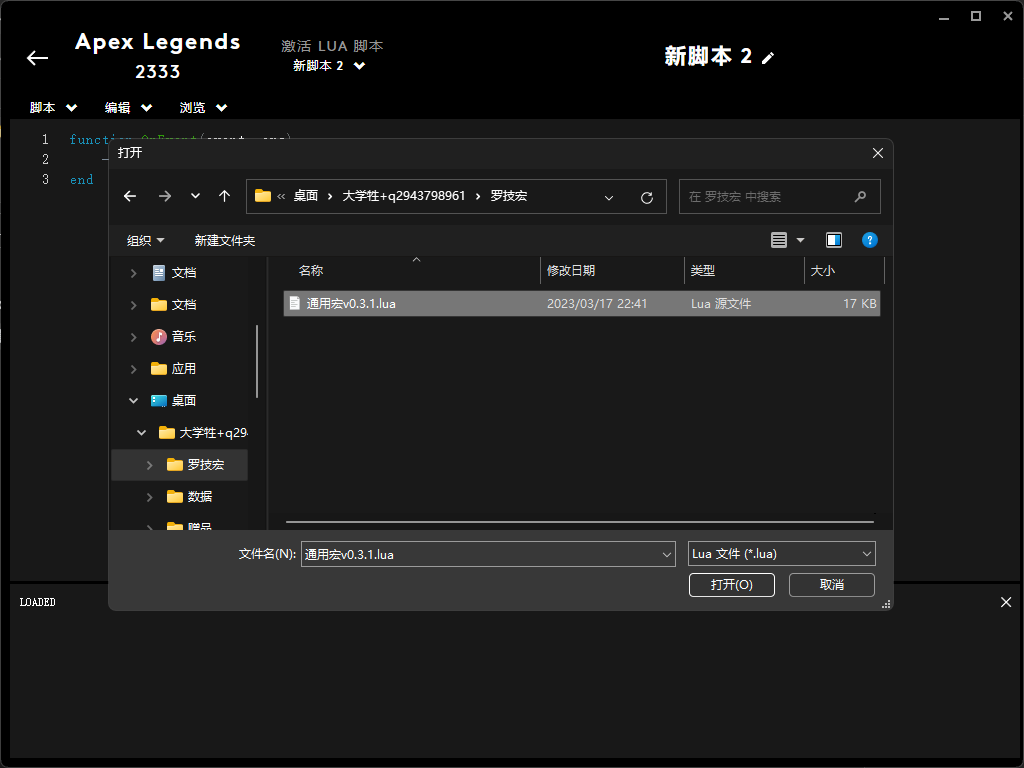 Apex Legends
2333
激活 LUA 脚本
新脚本 2
新脚本 2
脚本 编辑 浏览
1 function OnEvent(event, arg)
2
3 end
打开
« 桌面 › 大学牲+q2943798961 › 罗技宏
在 罗技宏 中搜索
组织 新建文件夹
名称 修改日期 类型 大小
通用宏v0.3.1.lua 2023/03/17 22:41 Lua 源文件 17 KB
文档
文档
音乐
应用
桌面
大学牲+q29
罗技宏
数据
赠品
文件名(N): 通用宏v0.3.1.lua Lua 文件 (*.lua)
打开(O) 取消
LOADED